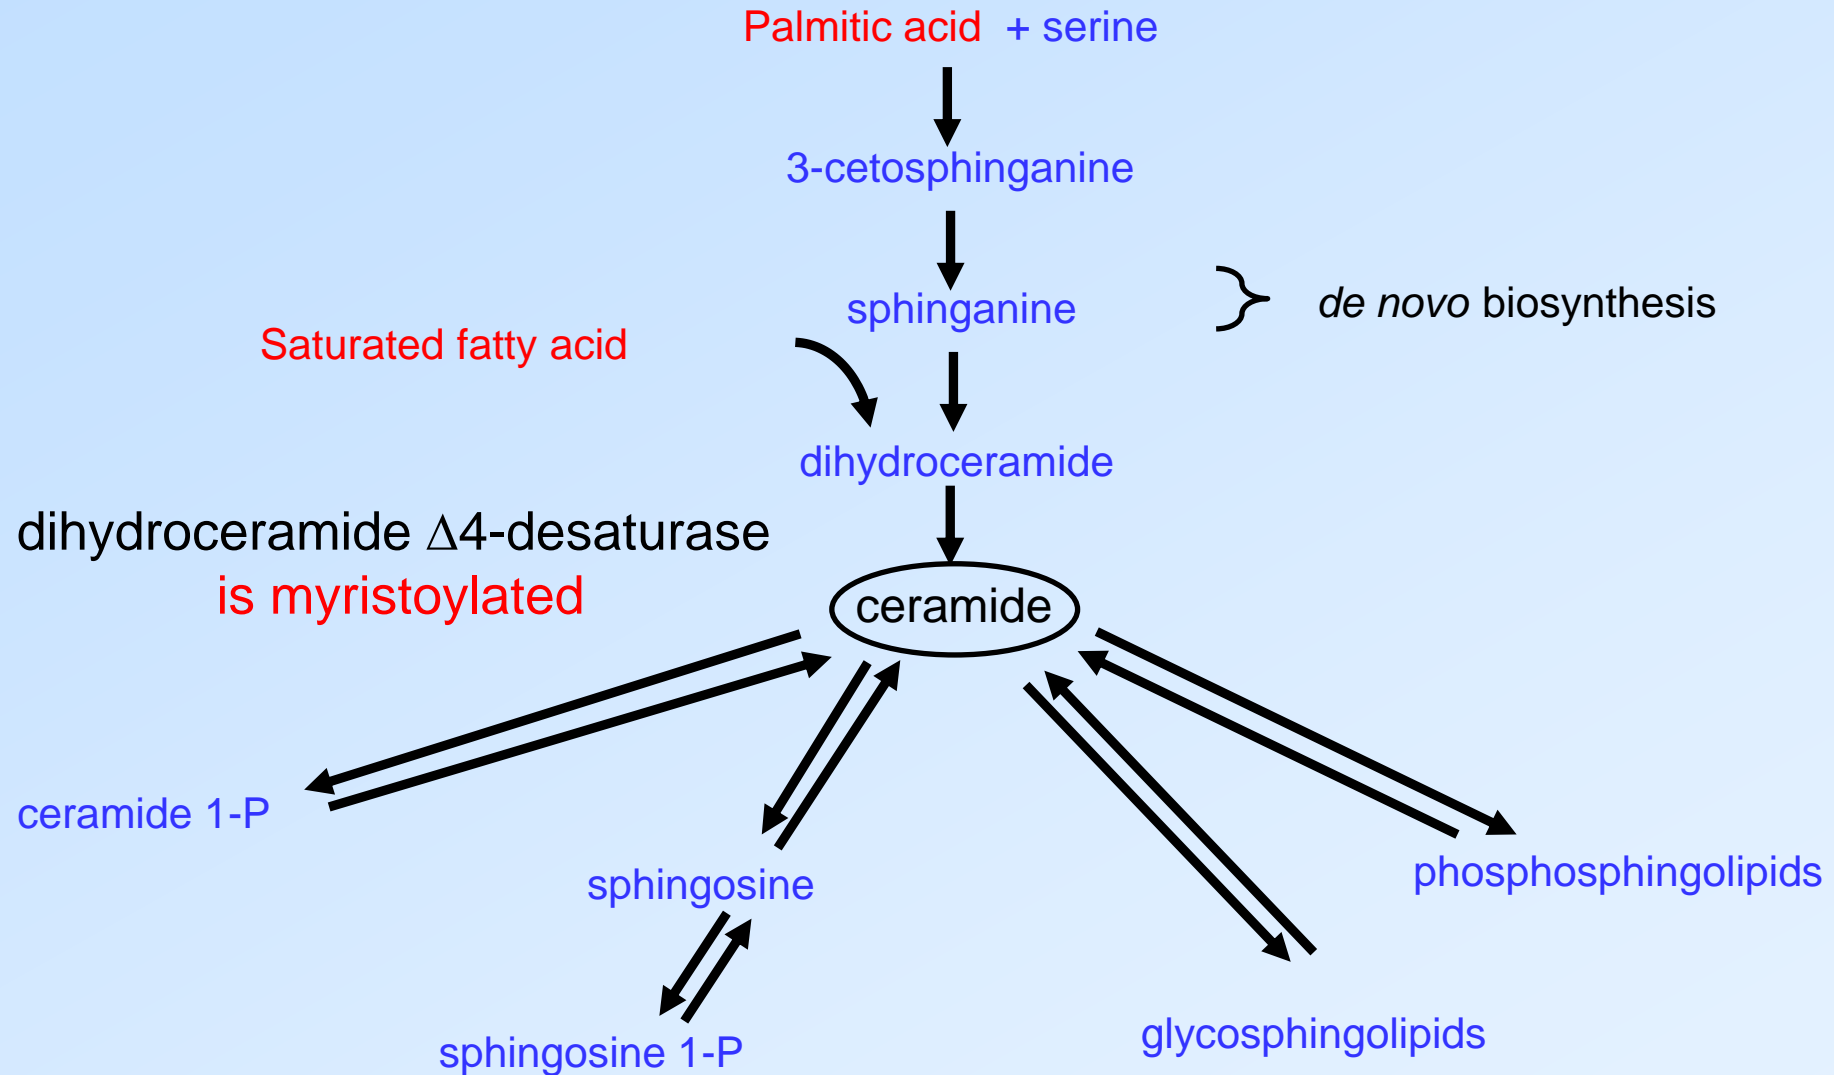 Palmitic acid + serine
3-cetosphinganine
sphinganine
de novo biosynthesis
Saturated fatty acid
dihydroceramide
dihydroceramide Δ4-desaturase
is myristoylated
ceramide
ceramide 1-P
sphingosine
phosphosphingolipids
sphingosine 1-P
glycosphingolipids